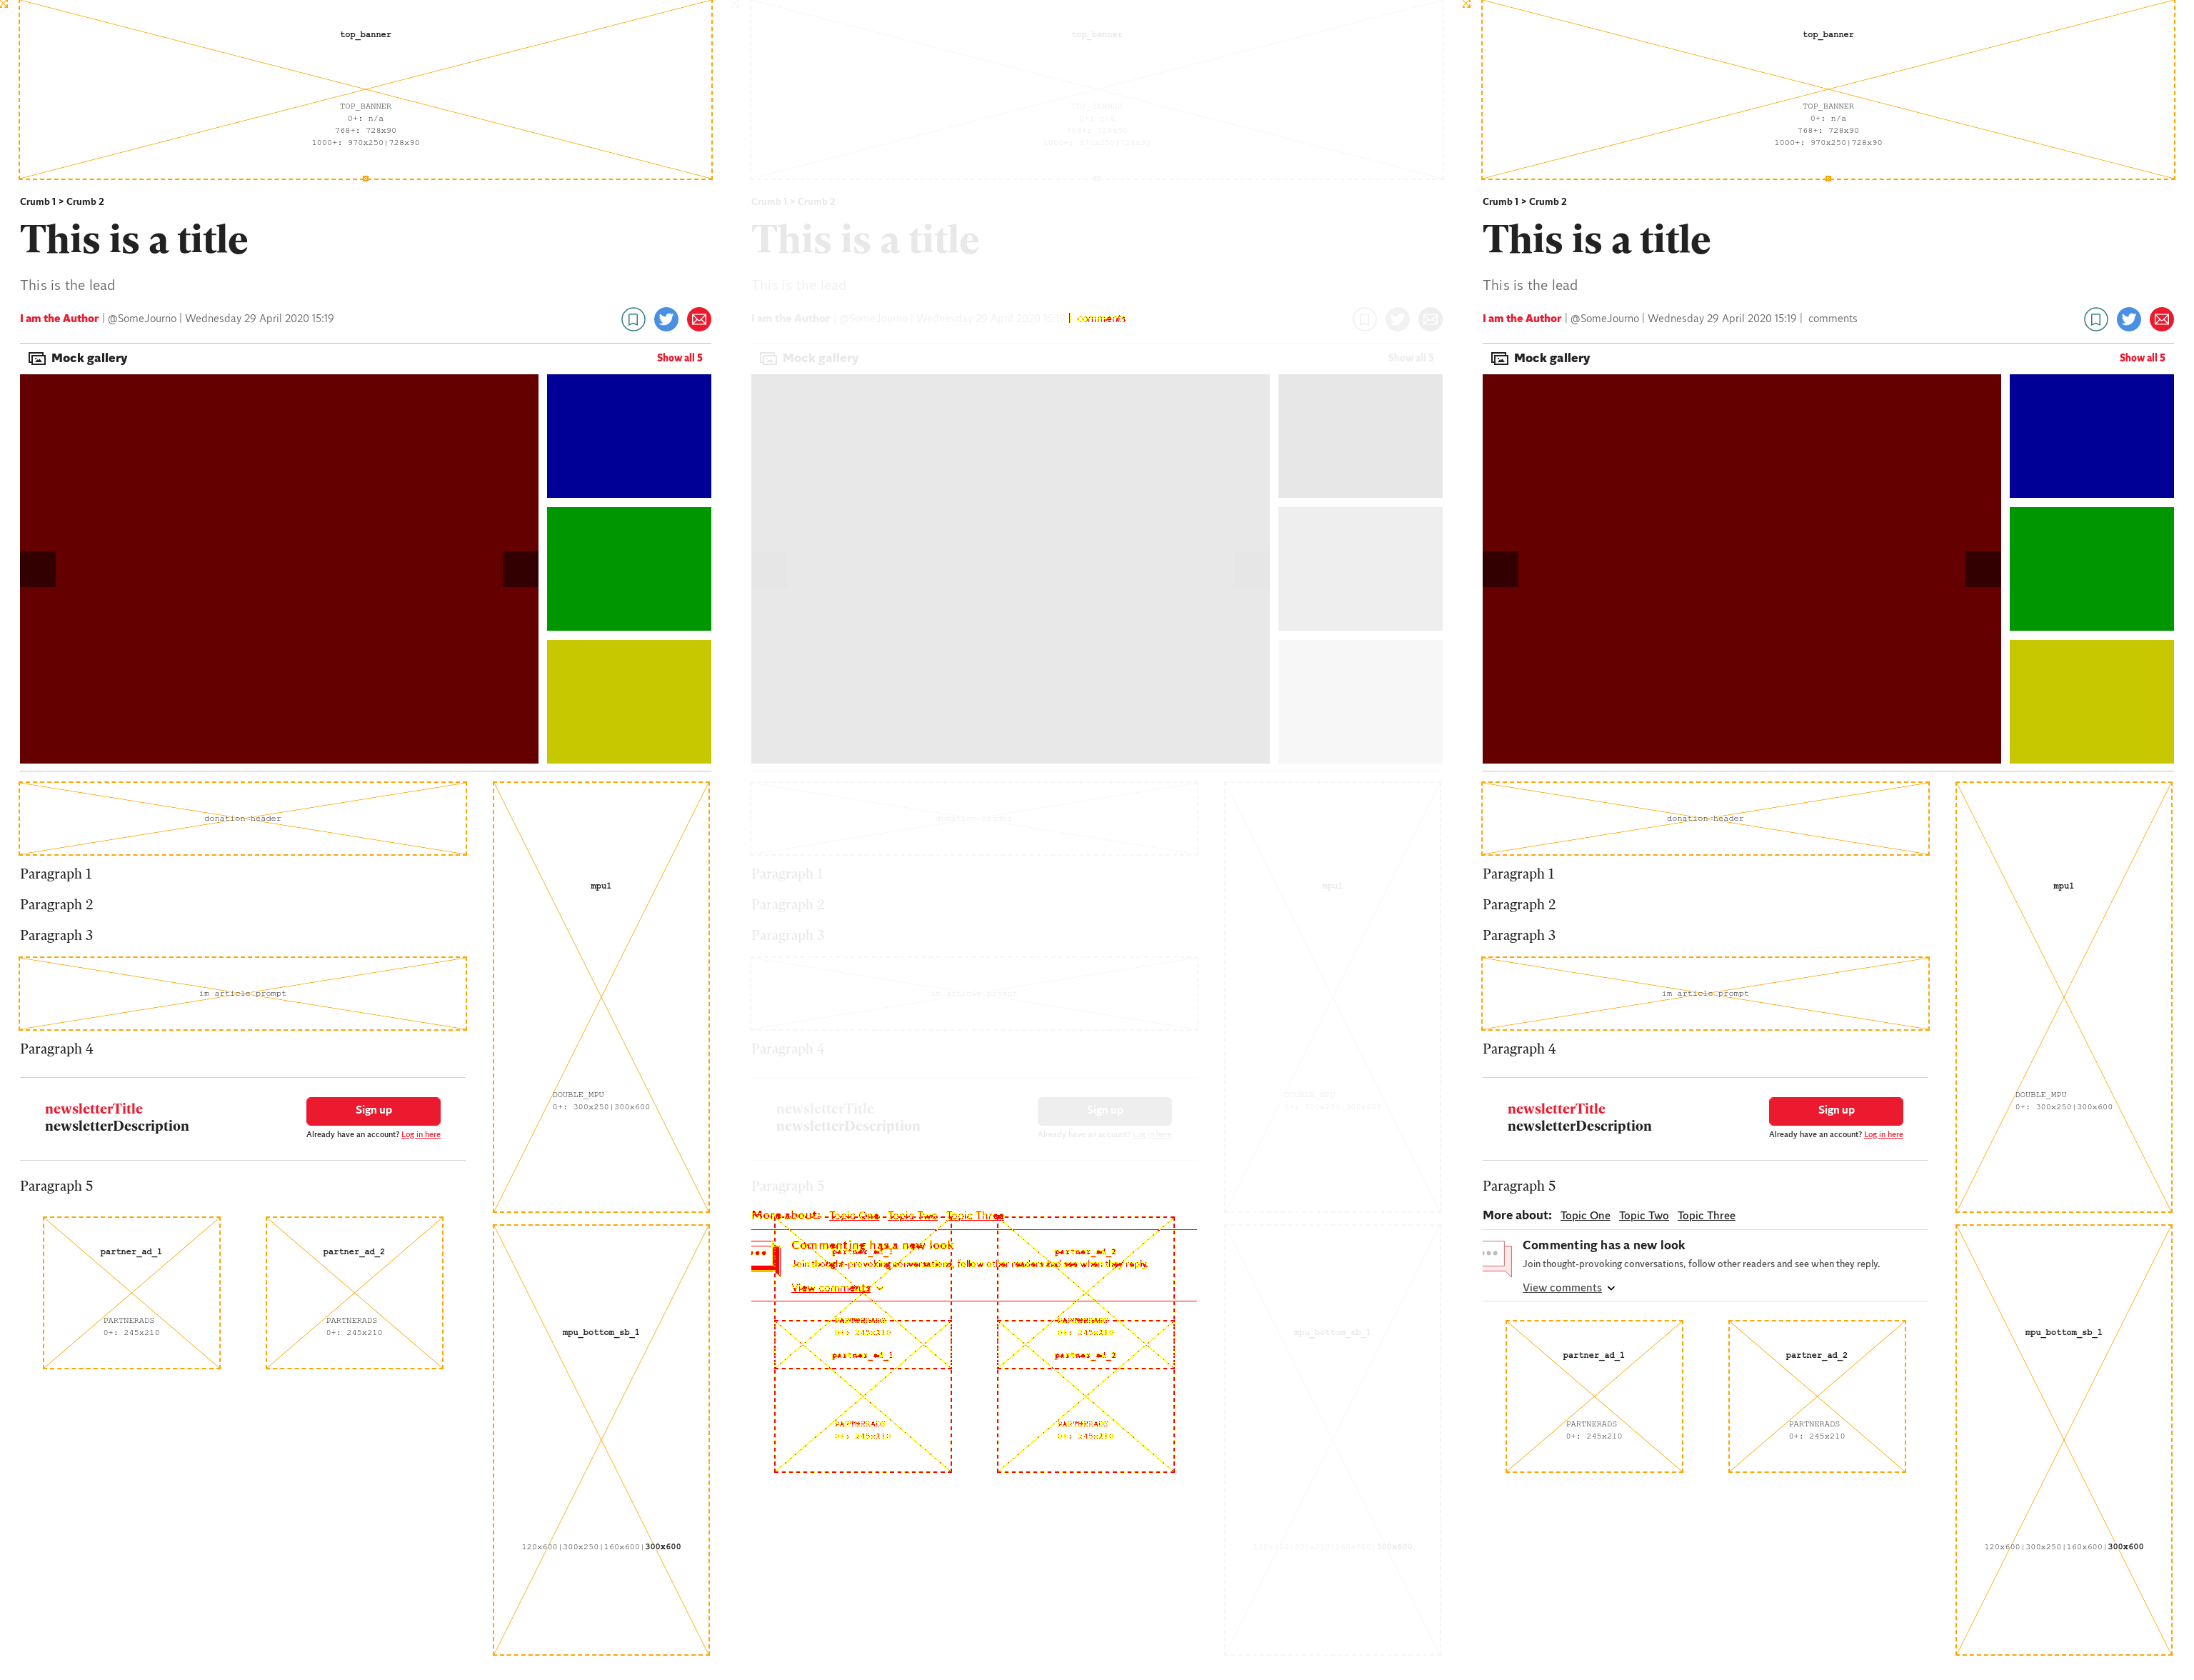 top_banner
TOP_BANNER
0+: n/a
768+: 728x90
1000+: 970x250|728x90
Crumb 1 > Crumb 2
This is a title
This is the lead
I am the Author | @SomeJourno | Wednesday 29 April 2020 15:19
Mock gallery
Show all 5
donation-header
Paragraph 1
Paragraph 2
Paragraph 3
im_article_prompt
Paragraph 4
newsletterTitle
newsletterDescription
Sign up
Already have an account? Log in here
Paragraph 5
partner_ad_1
PARTNERADS
0+: 245x210
partner_ad_2
PARTNERADS
0+: 245x210
mpu1
DOUBLE_MPU
0+: 300x250|300x600
mpu_bottom_sb_1
120x600|300x250|160x600|300x600
top_banner
TOP_BANNER
0+: n/a
768+: 728x90
1000+: 970x250|728x90
Crumb 1 > Crumb 2
This is a title
This is the lead
I am the Author | @SomeJourno | Wednesday 29 April 2020 15:19 | comments
Mock gallery
Show all 5
donation-header
Paragraph 1
Paragraph 2
Paragraph 3
im_article_prompt
Paragraph 4
newsletterTitle
newsletterDescription
Sign up
Already have an account? Log in here
Paragraph 5
More about: Topic One Topic Two Topic Three
Commenting has a new look
partner_ad_1
partner_ad_2
Join thought-provoking conversations, follow other readers and see when they reply.
View comments
PARTNERADS
0+: 245x210
PARTNERADS
0+: 245x210
partner_ad_1
partner_ad_2
PARTNERADS
0+: 245x210
PARTNERADS
0+: 245x210
mpu1
DOUBLE_MPU
0+: 300x250|300x600
mpu_bottom_sb_1
120x600|300x250|160x600|300x600
top_banner
TOP_BANNER
0+: n/a
768+: 728x90
1000+: 970x250|728x90
Crumb 1 > Crumb 2
This is a title
This is the lead
I am the Author | @SomeJourno | Wednesday 29 April 2020 15:19 | comments
Mock gallery
Show all 5
donation-header
Paragraph 1
Paragraph 2
Paragraph 3
im_article_prompt
Paragraph 4
newsletterTitle
newsletterDescription
Sign up
Already have an account? Log in here
Paragraph 5
More about: Topic One Topic Two Topic Three
Commenting has a new look
Join thought-provoking conversations, follow other readers and see when they reply.
View comments
partner_ad_1
PARTNERADS
0+: 245x210
partner_ad_2
PARTNERADS
0+: 245x210
mpu1
DOUBLE_MPU
0+: 300x250|300x600
mpu_bottom_sb_1
120x600|300x250|160x600|300x600